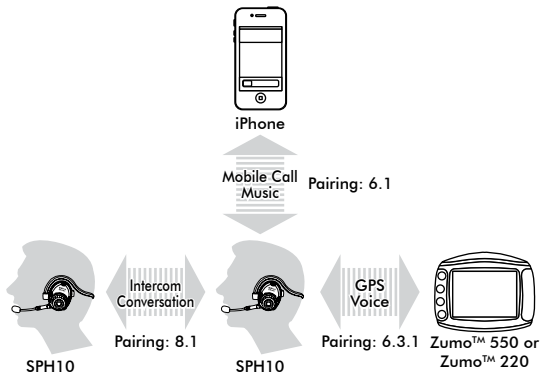 iPhone
Mobile Call
Music
Pairing: 6.1
Intercom
Conversation
GPS
Voice
Pairing: 8.1
Pairing: 6.3.1
Zumo™ 550 or
Zumo™ 220
SPH10
SPH10